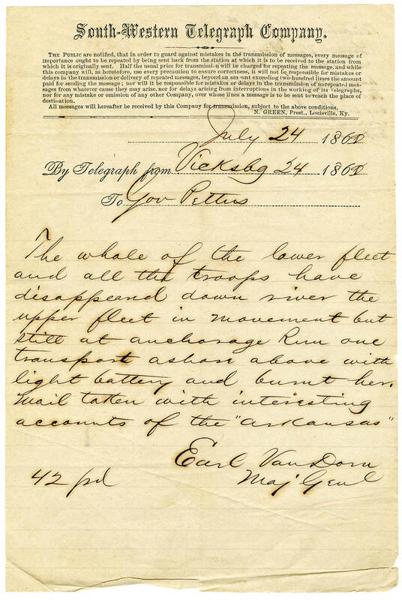 South-Western Telegraph Company.
THE PUBLIC are notified, that in order to guard against mistakes in the transmission of messages, every message of
importance ought to be repeated by being sent back from the station at which it is to be received to the station from
which it is originally sent. Half the usual price for transmission will be charged for repeating the message, and while
this company will, as heretofore, use every precaution to ensure correctness, it will not be responsible for mistakes or
delays in the transmission or delivery of repeated messages, beyond an amount exceeding two hundred times the amount
paid for sending the message; nor will it be responsible for mistakes or delays in the transmission of unrepeated
messages from whatever cause they may arise, nor for delays arising from interruptions in the working of its telegraphs,
nor for any mistake or omission of any other Company, over whose lines a message is to be sent to reach the place of
destination.
All messages will hereafter be received by this Company for transmission, subject to the above conditions.
N. GREEN, Prest., Louisville, Ky.
July 24 1862
By Telegraph from Vicksbg 24 1862
To Gov Pettus
The whole of the lower fleet
and all the troops have
disappeard down river the
upper fleet in movement but
still at anchorage Run one
transport ashore above with
light battery and burnt her.
Mail taken with interesting
accounts of the "Arkansas"
Earl Van Dorn
42 pd Maj Genl